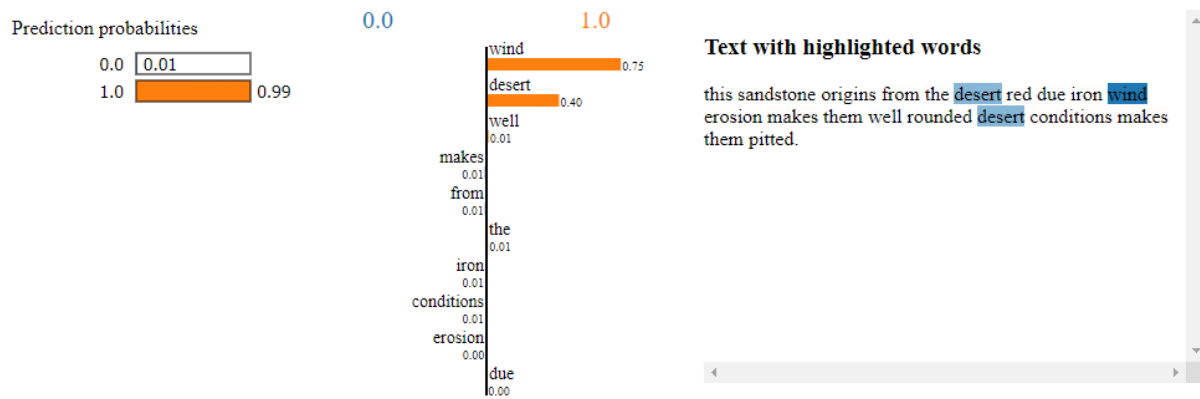 Prediction probabilities
0.0 0.01
1.0 0.99
0.0 1.0
wind
0.75
desert
0.40
well
0.01
makes
0.01
from
0.01
the
0.01
iron
0.01
conditions
0.01
erosion
0.00
due
0.00
Text with highlighted words
this sandstone origins from the desert red due iron wind
erosion makes them well rounded desert conditions makes
them pitted.